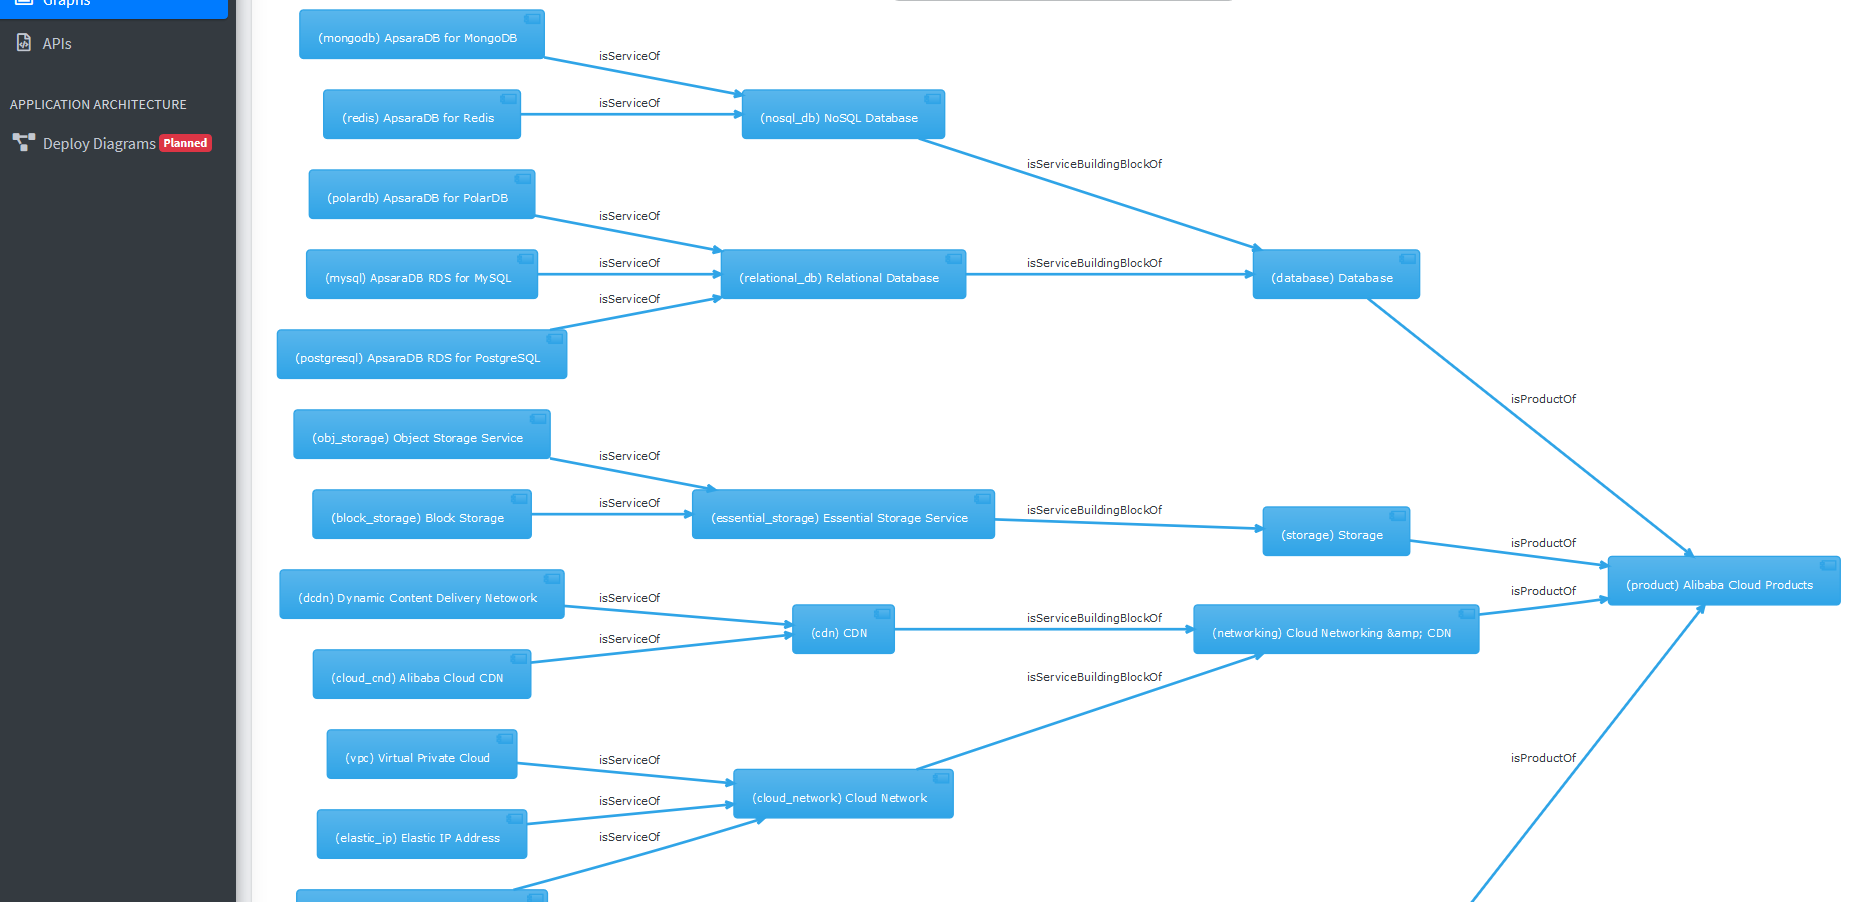 Graphs
APIs
APPLICATION ARCHITECTURE
Deploy Diagrams Planned
(mongodb) ApsaraDB for MongoDB
isServiceOf
(redis) ApsaraDB for Redis
isServiceOf
(nosql_db) NoSQL Database
isServiceBuildingBlockOf
(polardb) ApsaraDB for PolarDB
isServiceOf
(mysql) ApsaraDB RDS for MySQL
isServiceOf
(relational_db) Relational Database
isServiceBuildingBlockOf
(database) Database
isServiceOf
(postgresql) ApsaraDB RDS for PostgreSQL
isProductOf
(obj_storage) Object Storage Service
isServiceOf
(block_storage) Block Storage
isServiceOf
(essential_storage) Essential Storage Service
isServiceBuildingBlockOf
(storage) Storage
isProductOf
(product) Alibaba Cloud Products
(dcdn) Dynamic Content Delivery Netowork
isServiceOf
isServiceOf
(cdn) CDN
isServiceBuildingBlockOf
(networking) Cloud Networking &amp; CDN
isProductOf
(cloud_cnd) Alibaba Cloud CDN
isServiceBuildingBlockOf
(vpc) Virtual Private Cloud
isServiceOf
isProductOf
(cloud_network) Cloud Network
isServiceOf
(elastic_ip) Elastic IP Address
isServiceOf